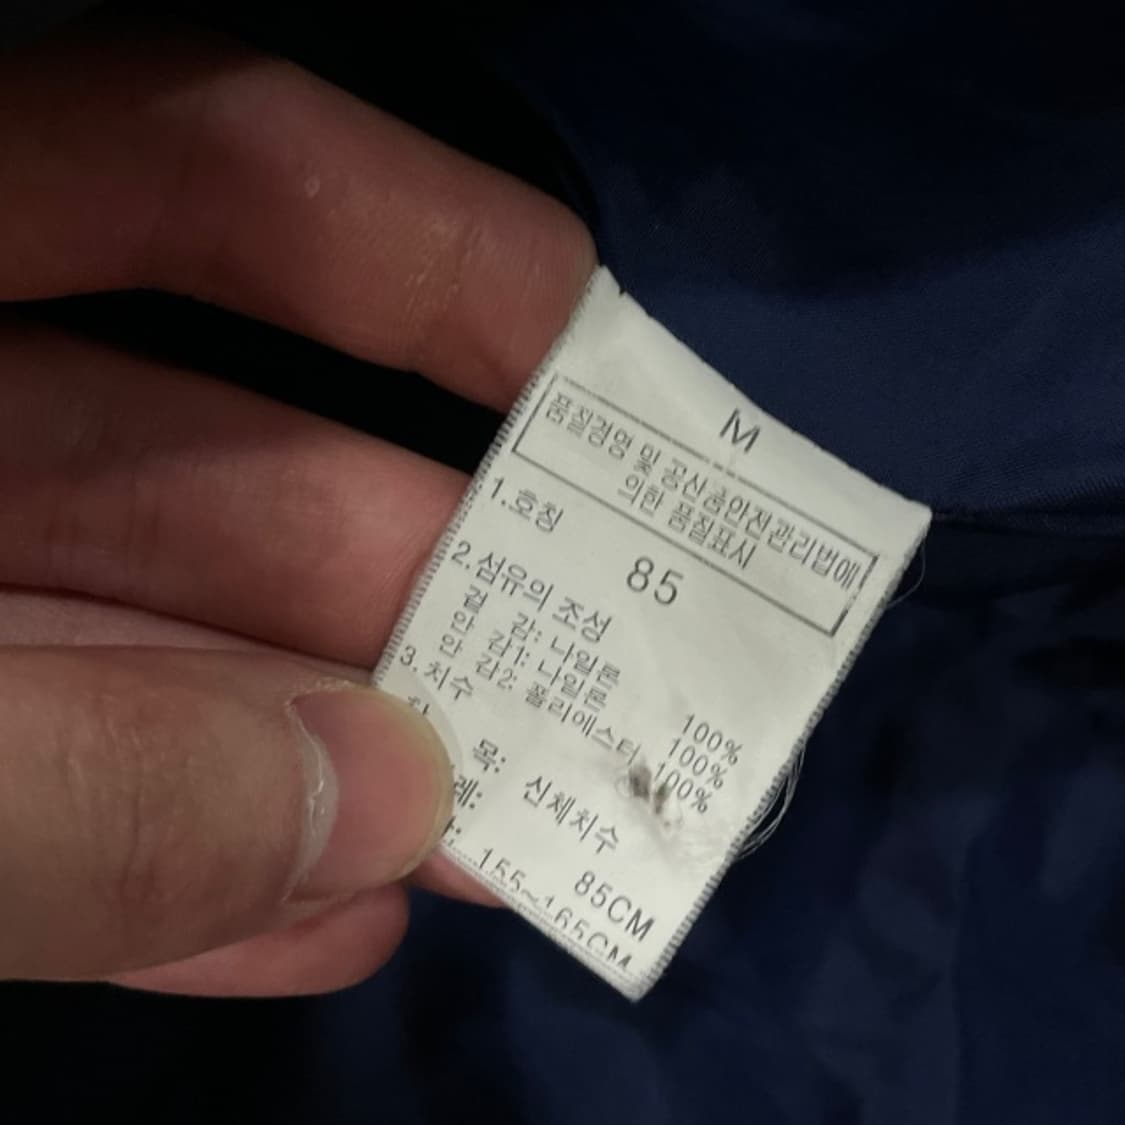 M
품질경영 및 공산품안전관리법에
의한 품질표시
1.호칭
85
2.섬유의 조성
겉 감: 나일론 100%
안 감1: 나일론 100%
안 감2: 폴리에스터 100%
3.치수
목: 신체치수
레: 85CM
155~165CM